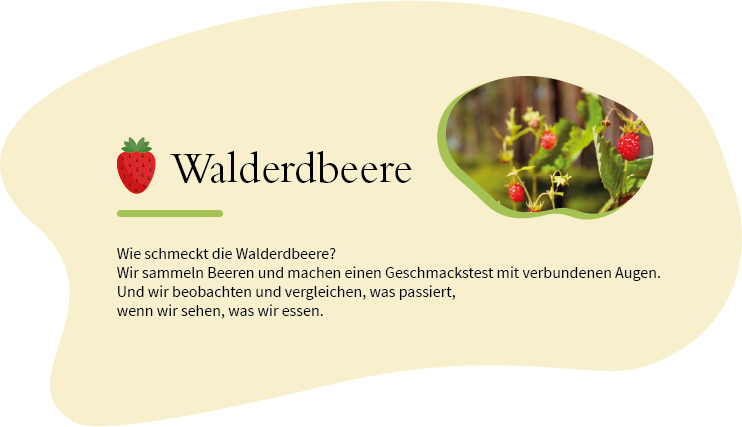 Walderdbeere
Wie schmeckt die Walderdbeere?
Wir sammeln Beeren und machen einen Geschmackstest mit verbundenen Augen.
Und wir beobachten und vergleichen, was passiert,
wenn wir sehen, was wir essen.